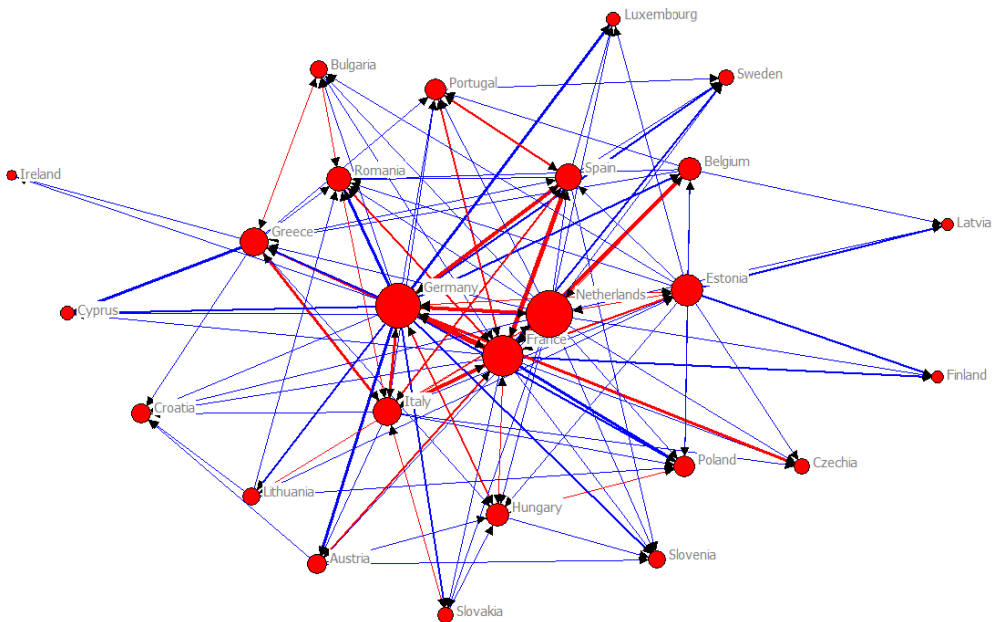 Luxembourg
Bulgaria
Sweden
Portugal
Belgium
Spain
Romania
Ireland
Latvia
Greece
Estonia
Germany
Netherlands
Cyprus
France
Finland
Italy
Croatia
Poland
Czechia
Lithuania
Hungary
Slovenia
Austria
Slovakia